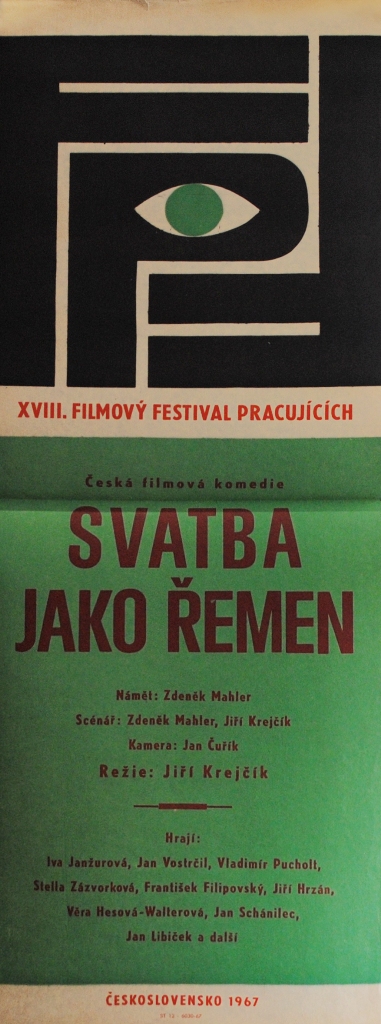 XVIII. FILMOVÝ FESTIVAL PRACUJÍCÍCH
Česká filmová komedie
SVATBA
JAKO ŘEMEN
Námět: Zdeněk Mahler
Scénář: Zdeněk Mahler, Jiří Krejčík
Kamera: Jan Čuřík
Režie: Jiří Krejčík
Hrají:
Iva Janžurová, Jan Vostrčil, Vladimír Pucholt,
Stella Zázvorková, František Filipovský, Jiří Hrzán,
Věra Hesová-Walterová, Jan Schánilec,
Jan Libíček a další
ČESKOSLOVENSKO 1967